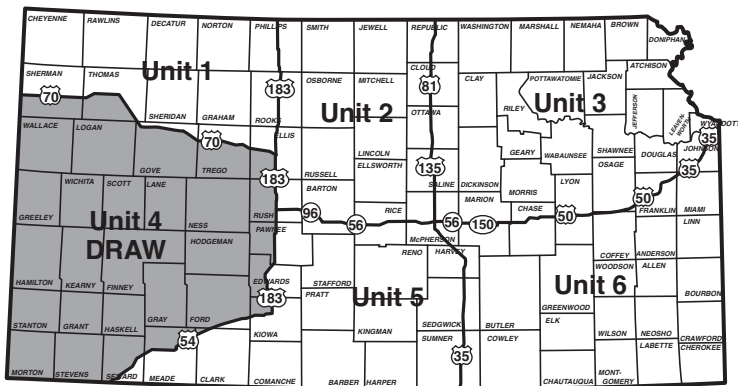 CHEYENNE RAWLINS DECATUR NORTON PHILLIPS SMITH JEWELL REPUBLIC WASHINGTON MARSHALL NEMAHA BROWN
DONIPHAN
ATCHISON
SHERMAN THOMAS Unit 1 183 OSBORNE MITCHELL CLOUD 81 CLAY POTTAWATOMIE JACKSON
70 SHERIDAN GRAHAM ROOKS Unit 2 OTTAWA RILEY Unit 3 JEFFERSON LEAVEN-
WORTH WYANDOTTE
WALLACE LOGAN 70 ELLIS 35
GOVE TREGO LINCOLN GEARY WABAUNSEE SHAWNEE DOUGLAS JOHNSON
183 RUSSELL ELLSWORTH 135 OSAGE 35
WICHITA SCOTT LANE BARTON SALINE DICKINSON MORRIS LYON 50
GREELEY Unit 4
DRAW NESS RUSH 96 56 RICE 56 MARION 150 CHASE 50 FRANKLIN MIAMI
HODGEMAN PAWNEE McPHERSON LINN
RENO HARVEY COFFEY ANDERSON
HAMILTON KEARNY FINNEY EDWARDS STAFFORD Unit 5 Unit 6 WOODSON ALLEN
183 PRATT GREENWOOD BOURBON
STANTON GRANT HASKELL GRAY FORD KIOWA KINGMAN SEDGWICK BUTLER ELK WILSON NEOSHO CRAWFORD
54 SUMNER COWLEY LABETTE CHEROKEE
MORTON STEVENS SEWARD MEADE CLARK COMANCHE BARBER HARPER 35 CHAUTAUQUA MONT-
GOMERY